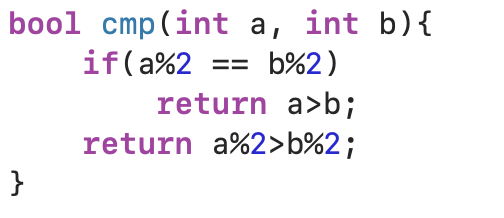 bool cmp(int a, int b){
    if(a%2 == b%2)
        return a>b;
    return a%2>b%2;
}